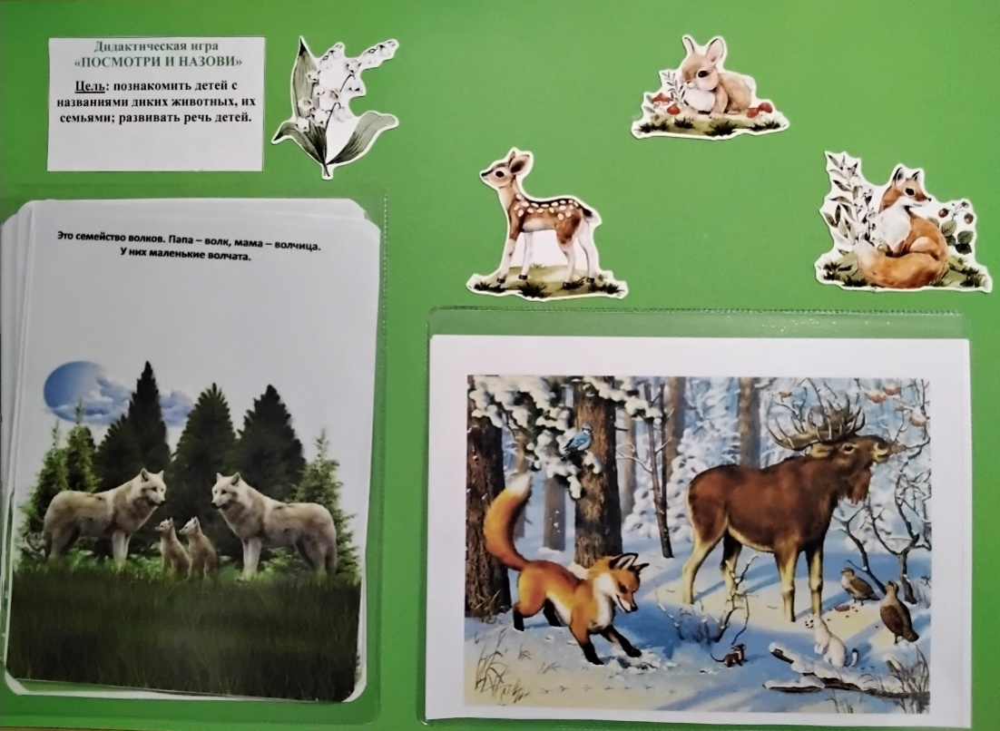 Дидактическая игра
«ПОСМОТРИ И НАЗОВИ»
Цель: познакомить детей с
названиями диких животных, их
семьями; развивать речь детей.
Это семейство волков. Папа – волк, мама – волчица.
У них маленькие волчата.